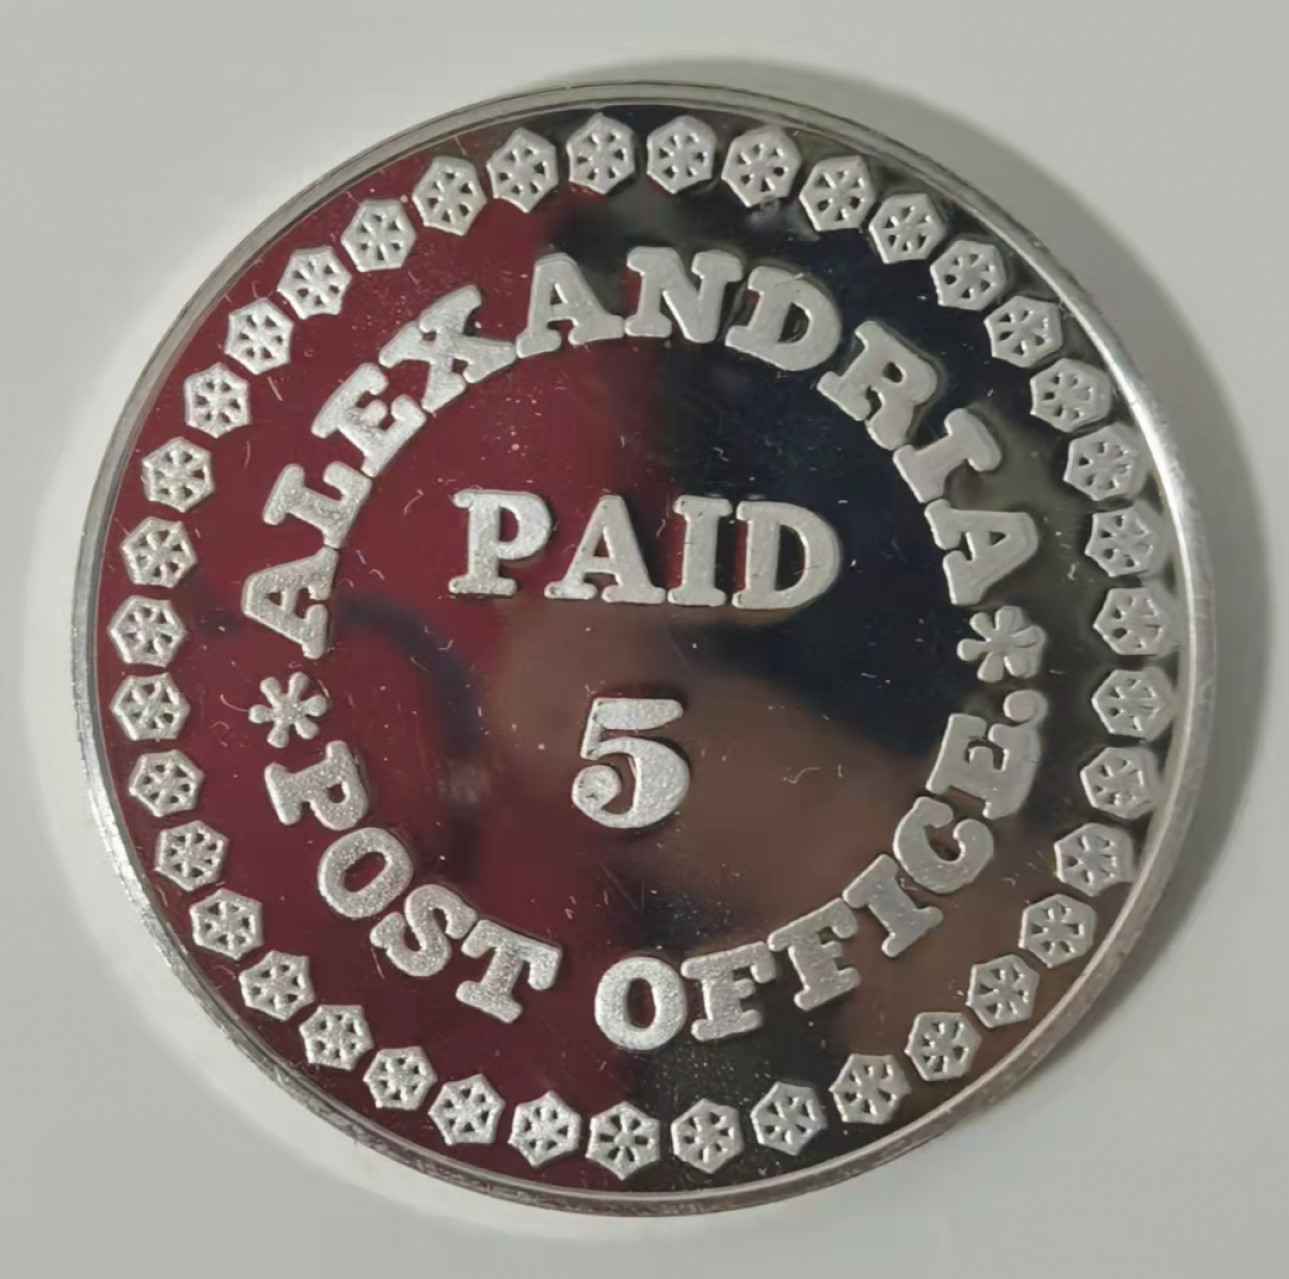 * ALEXANDRIA *
PAID
5
POST OFFICE.